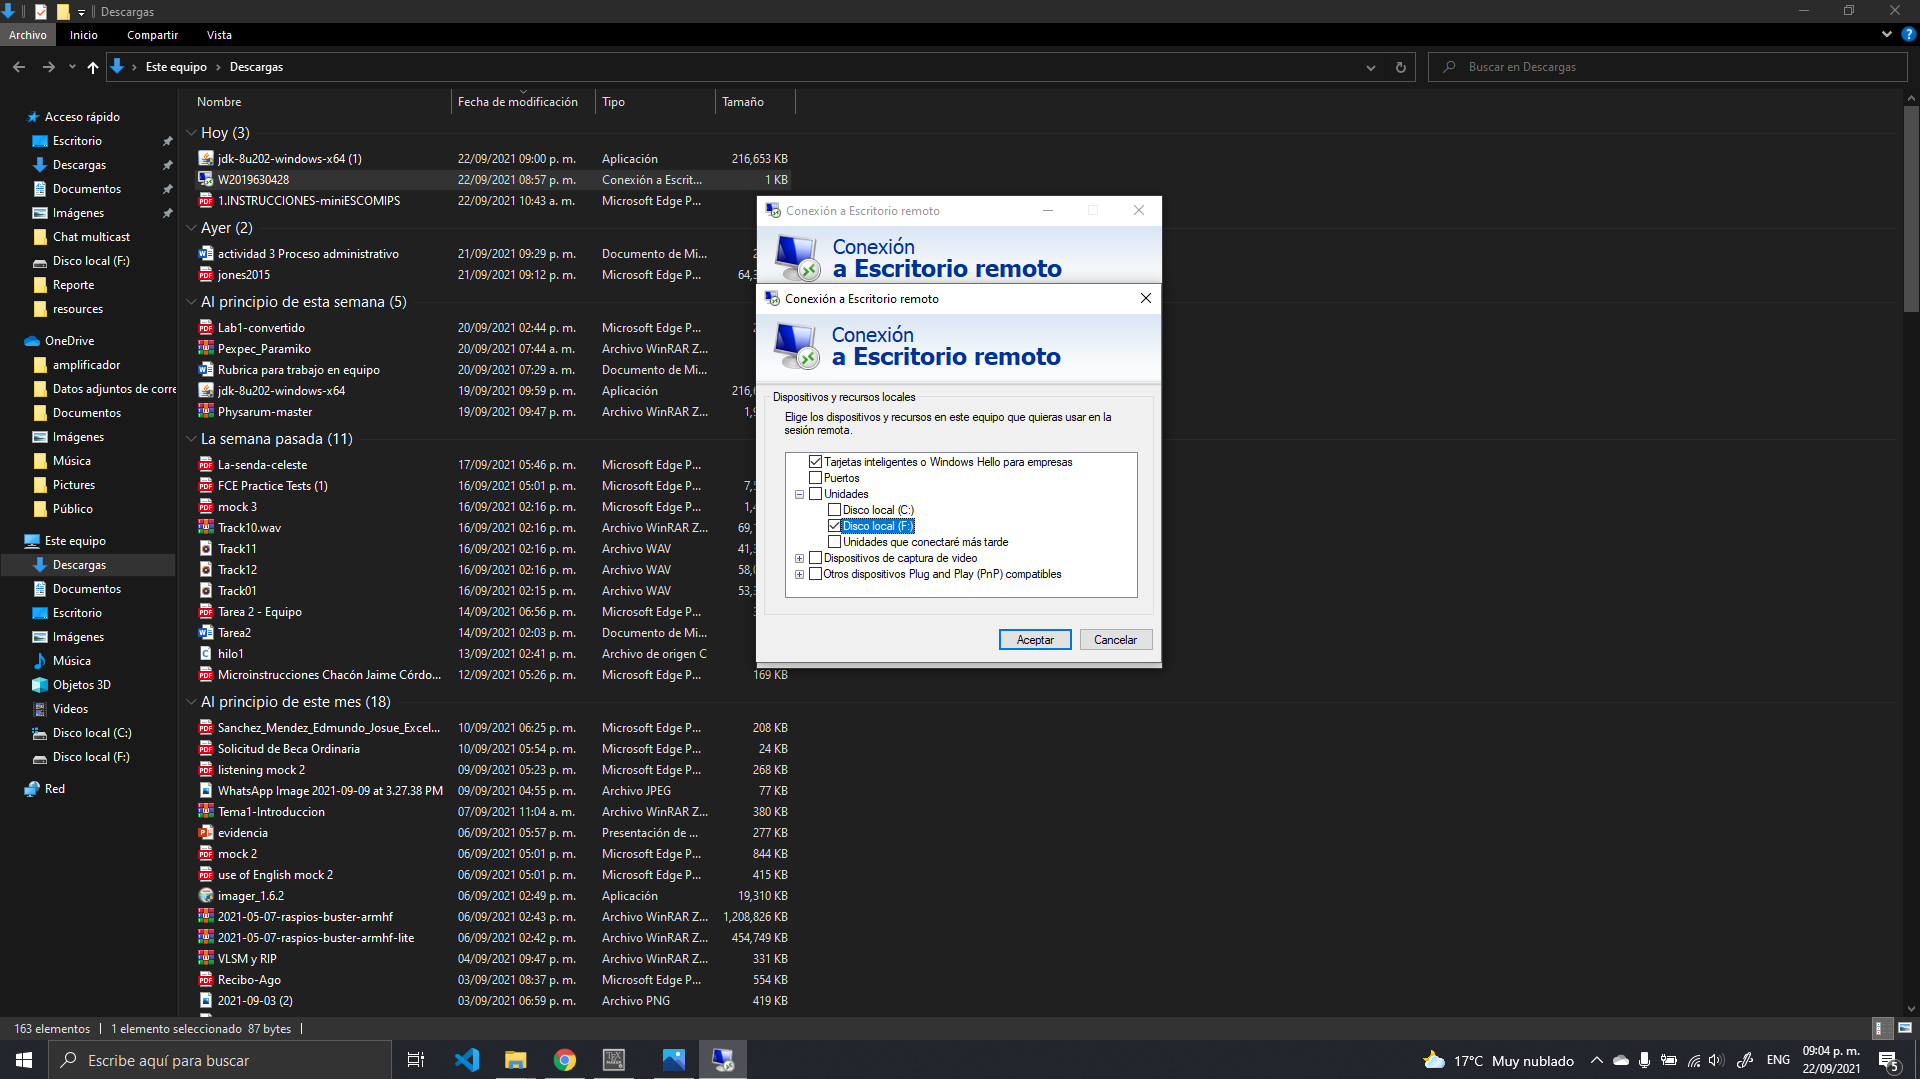 Descargas
Archivo Inicio Compartir Vista
Este equipo Descargas
Buscar en Descargas
Nombre Fecha de modificación Tipo Tamaño
Acceso rápido
Escritorio
Descargas
Documentos
Imágenes
Chat multicast
Disco local (F:)
Reporte
resources
OneDrive
amplificador
Datos adjuntos de corre
Documentos
Imágenes
Música
Pictures
Público
Este equipo
Descargas
Documentos
Escritorio
Imágenes
Música
Objetos 3D
Videos
Disco local (C:)
Disco local (F:)
Red
Hoy (3)
jdk-8u202-windows-x64 (1) 22/09/2021 09:00 p. m. Aplicación 216,653 KB
W2019630428 22/09/2021 08:57 p. m. Conexión a Escrit... 1 KB
1.INSTRUCCIONES-miniESCOMIPS 22/09/2021 10:43 a. m. Microsoft Edge P...
Ayer (2)
actividad 3 Proceso administrativo 21/09/2021 09:29 p. m. Documento de Mi...
jones2015 21/09/2021 09:12 p. m. Microsoft Edge P... 64,
Al principio de esta semana (5)
Lab1-convertido 20/09/2021 02:44 p. m. Microsoft Edge P...
Pexpec_Paramiko 20/09/2021 07:44 a. m. Archivo WinRAR Z...
Rubrica para trabajo en equipo 20/09/2021 07:29 a. m. Documento de Mi...
jdk-8u202-windows-x64 19/09/2021 09:59 p. m. Aplicación 216,
Physarum-master 19/09/2021 09:47 p. m. Archivo WinRAR Z... 1,
La semana pasada (11)
La-senda-celeste 17/09/2021 05:46 p. m. Microsoft Edge P...
FCE Practice Tests (1) 16/09/2021 05:01 p. m. Microsoft Edge P... 7,
mock 3 16/09/2021 02:16 p. m. Microsoft Edge P... 1,
Track10.wav 16/09/2021 02:16 p. m. Archivo WinRAR Z... 69,
Track11 16/09/2021 02:16 p. m. Archivo WAV 41,
Track12 16/09/2021 02:16 p. m. Archivo WAV 58,
Track01 16/09/2021 02:15 p. m. Archivo WAV 53,
Tarea 2 - Equipo 14/09/2021 06:56 p. m. Microsoft Edge P...
Tarea2 14/09/2021 02:03 p. m. Documento de Mi...
hilo1 13/09/2021 02:41 p. m. Archivo de origen C
Microinstrucciones Chacón Jaime Córdo... 12/09/2021 05:26 p. m. Microsoft Edge P... 169 KB
Al principio de este mes (18)
Sanchez_Mendez_Edmundo_Josue_Excel... 10/09/2021 06:25 p. m. Microsoft Edge P... 208 KB
Solicitud de Beca Ordinaria 10/09/2021 05:54 p. m. Microsoft Edge P... 24 KB
listening mock 2 09/09/2021 05:23 p. m. Microsoft Edge P... 268 KB
WhatsApp Image 2021-09-09 at 3.27.38 PM 09/09/2021 04:55 p. m. Archivo JPEG 77 KB
Tema1-Introduccion 07/09/2021 11:04 a. m. Archivo WinRAR Z... 380 KB
evidencia 06/09/2021 05:57 p. m. Presentación de ... 277 KB
mock 2 06/09/2021 05:01 p. m. Microsoft Edge P... 844 KB
use of English mock 2 06/09/2021 05:01 p. m. Microsoft Edge P... 415 KB
imager_1.6.2 06/09/2021 02:49 p. m. Aplicación 19,310 KB
2021-05-07-raspios-buster-armhf 06/09/2021 02:43 p. m. Archivo WinRAR Z... 1,208,826 KB
2021-05-07-raspios-buster-armhf-lite 06/09/2021 02:42 p. m. Archivo WinRAR Z... 454,749 KB
VLSM y RIP 04/09/2021 09:47 p. m. Archivo WinRAR Z... 331 KB
Recibo-Ago 03/09/2021 08:37 p. m. Microsoft Edge P... 554 KB
2021-09-03 (2) 03/09/2021 06:59 p. m. Archivo PNG 419 KB
Conexión a Escritorio remoto
Conexión
a Escritorio remoto
Conexión a Escritorio remoto
Conexión
a Escritorio remoto
Dispositivos y recursos locales
Elige los dispositivos y recursos en este equipo que quieras usar en la
sesión remota.
Tarjetas inteligentes o Windows Hello para empresas
Puertos
Unidades
Disco local (C:)
Disco local (F:)
Unidades que conectaré más tarde
Dispositivos de captura de video
Otros dispositivos Plug and Play (PnP) compatibles
Aceptar Cancelar
163 elementos 1 elemento seleccionado 87 bytes
Escribe aquí para buscar
17°C Muy nublado
ENG
09:04 p. m.
22/09/2021
5